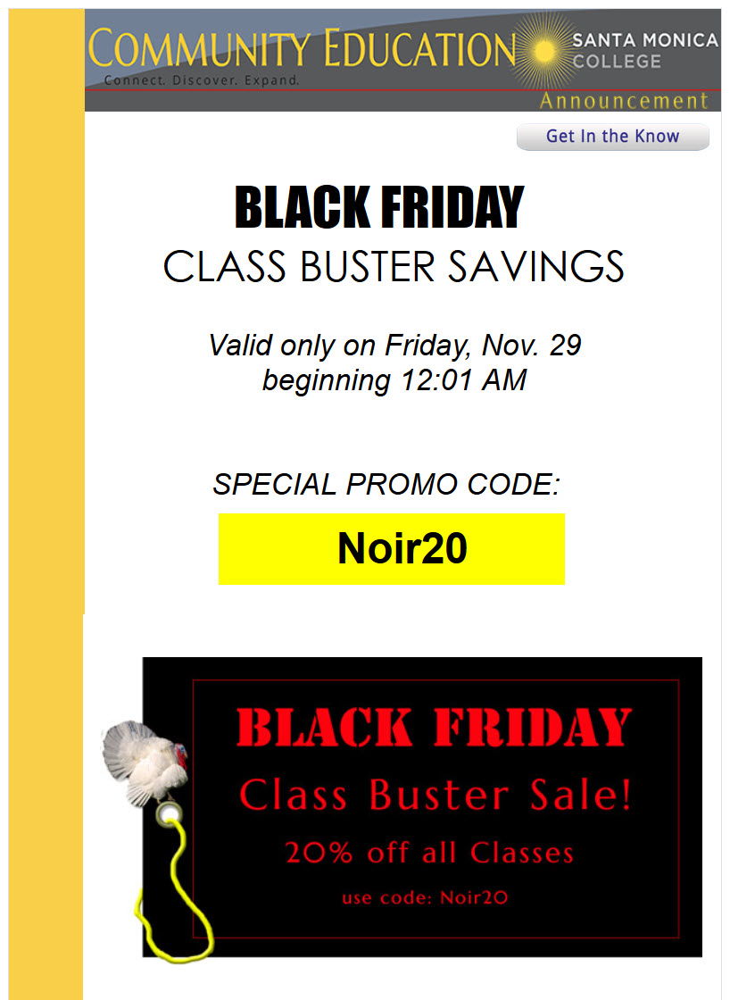 COMMUNITY EDUCATION
Connect. Discover. Expand.
SANTA MONICA
COLLEGE
Announcement
Get In the Know
BLACK FRIDAY
CLASS BUSTER SAVINGS
Valid only on Friday, Nov. 29
beginning 12:01 AM
SPECIAL PROMO CODE:
Noir20
BLACK FRIDAY
Class Buster Sale!
20% off all Classes
use code: Noir20